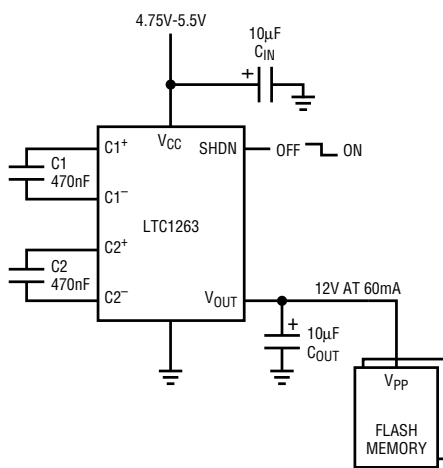 4.75V-5.5V
10µF
C_IN
+
C1⁺
V_CC
SHDN
OFF
ON
C1
470nF
C1⁻
LTC1263
C2⁺
C2
470nF
C2⁻
V_OUT
12V AT 60mA
+
10µF
C_OUT
V_PP
FLASH
MEMORY